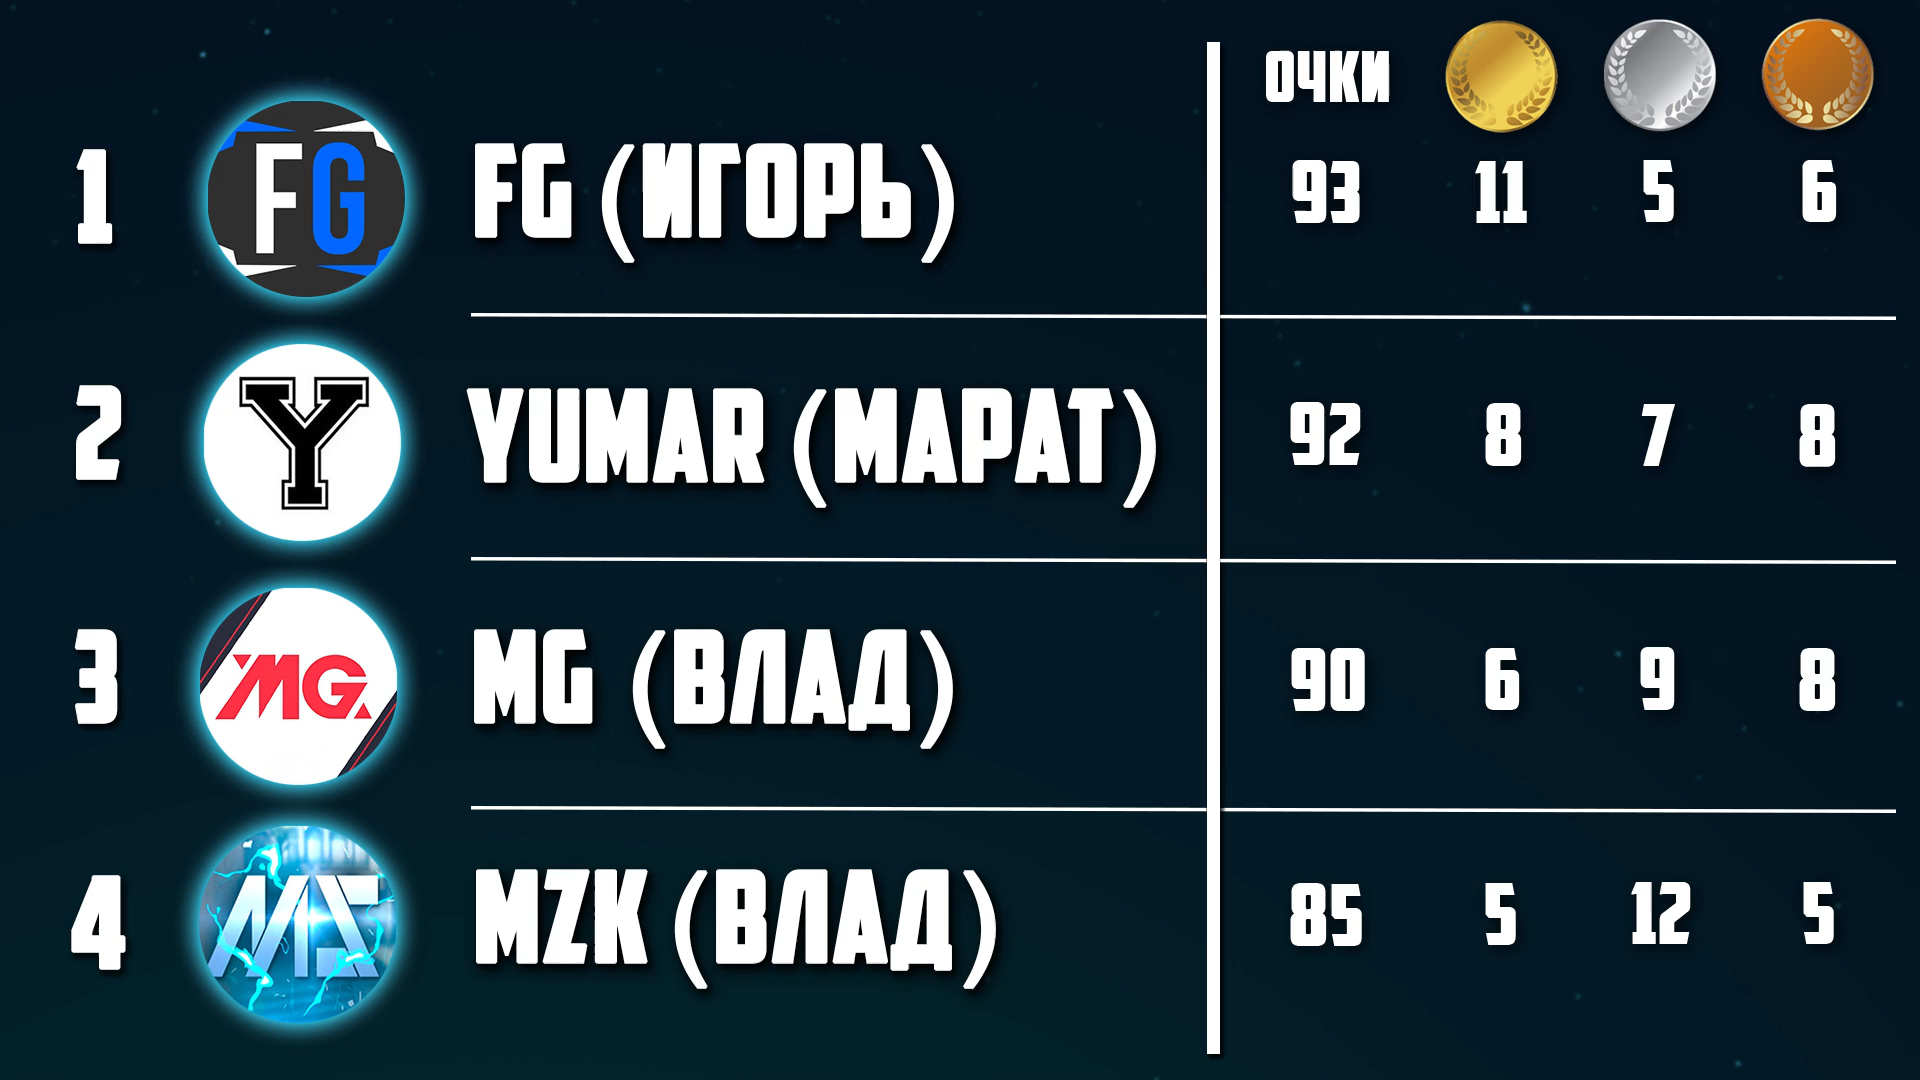 ОЧКИ
1 FG FG (ИГОРЬ) 93 11 5 6
2 Y YUMAR (МАРАТ) 92 8 7 8
3 MG. MG (ВЛАД) 90 6 9 8
4 MZ MZK (ВЛАД) 85 5 12 5